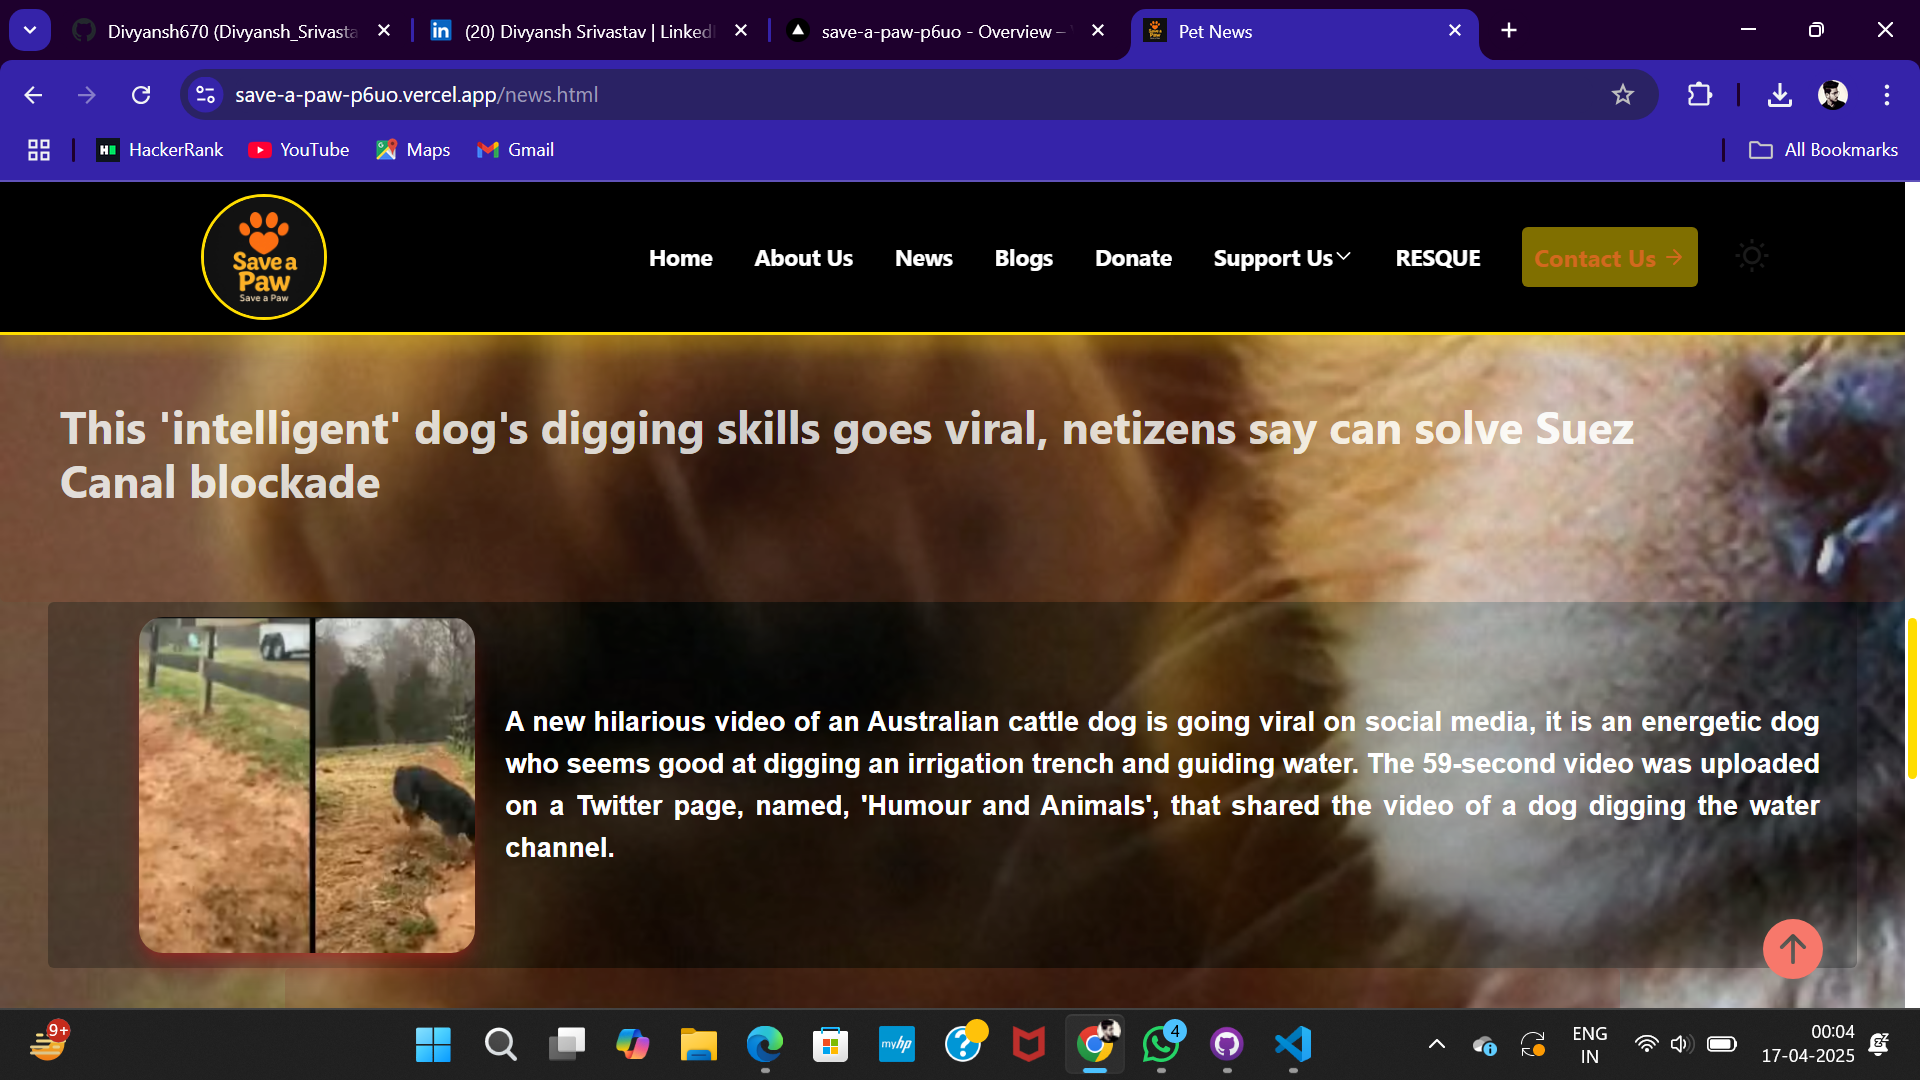 Divyansh670 (Divyansh_Srivasta
(20) Divyansh Srivastav | LinkedI
save-a-paw-p6uo - Overview –
Pet News
save-a-paw-p6uo.vercel.app/news.html
HackerRank
YouTube
Maps
Gmail
All Bookmarks
Save a
Paw
Save a Paw
Home
About Us
News
Blogs
Donate
Support Us
RESQUE
Contact Us
This 'intelligent' dog's digging skills goes viral, netizens say can solve Suez
Canal blockade
A new hilarious video of an Australian cattle dog is going viral on social media, it is an energetic dog
who seems good at digging an irrigation trench and guiding water. The 59-second video was uploaded
on a Twitter page, named, 'Humour and Animals', that shared the video of a dog digging the water
channel.
9+
myhp
4
ENG
IN
00:04
17-04-2025